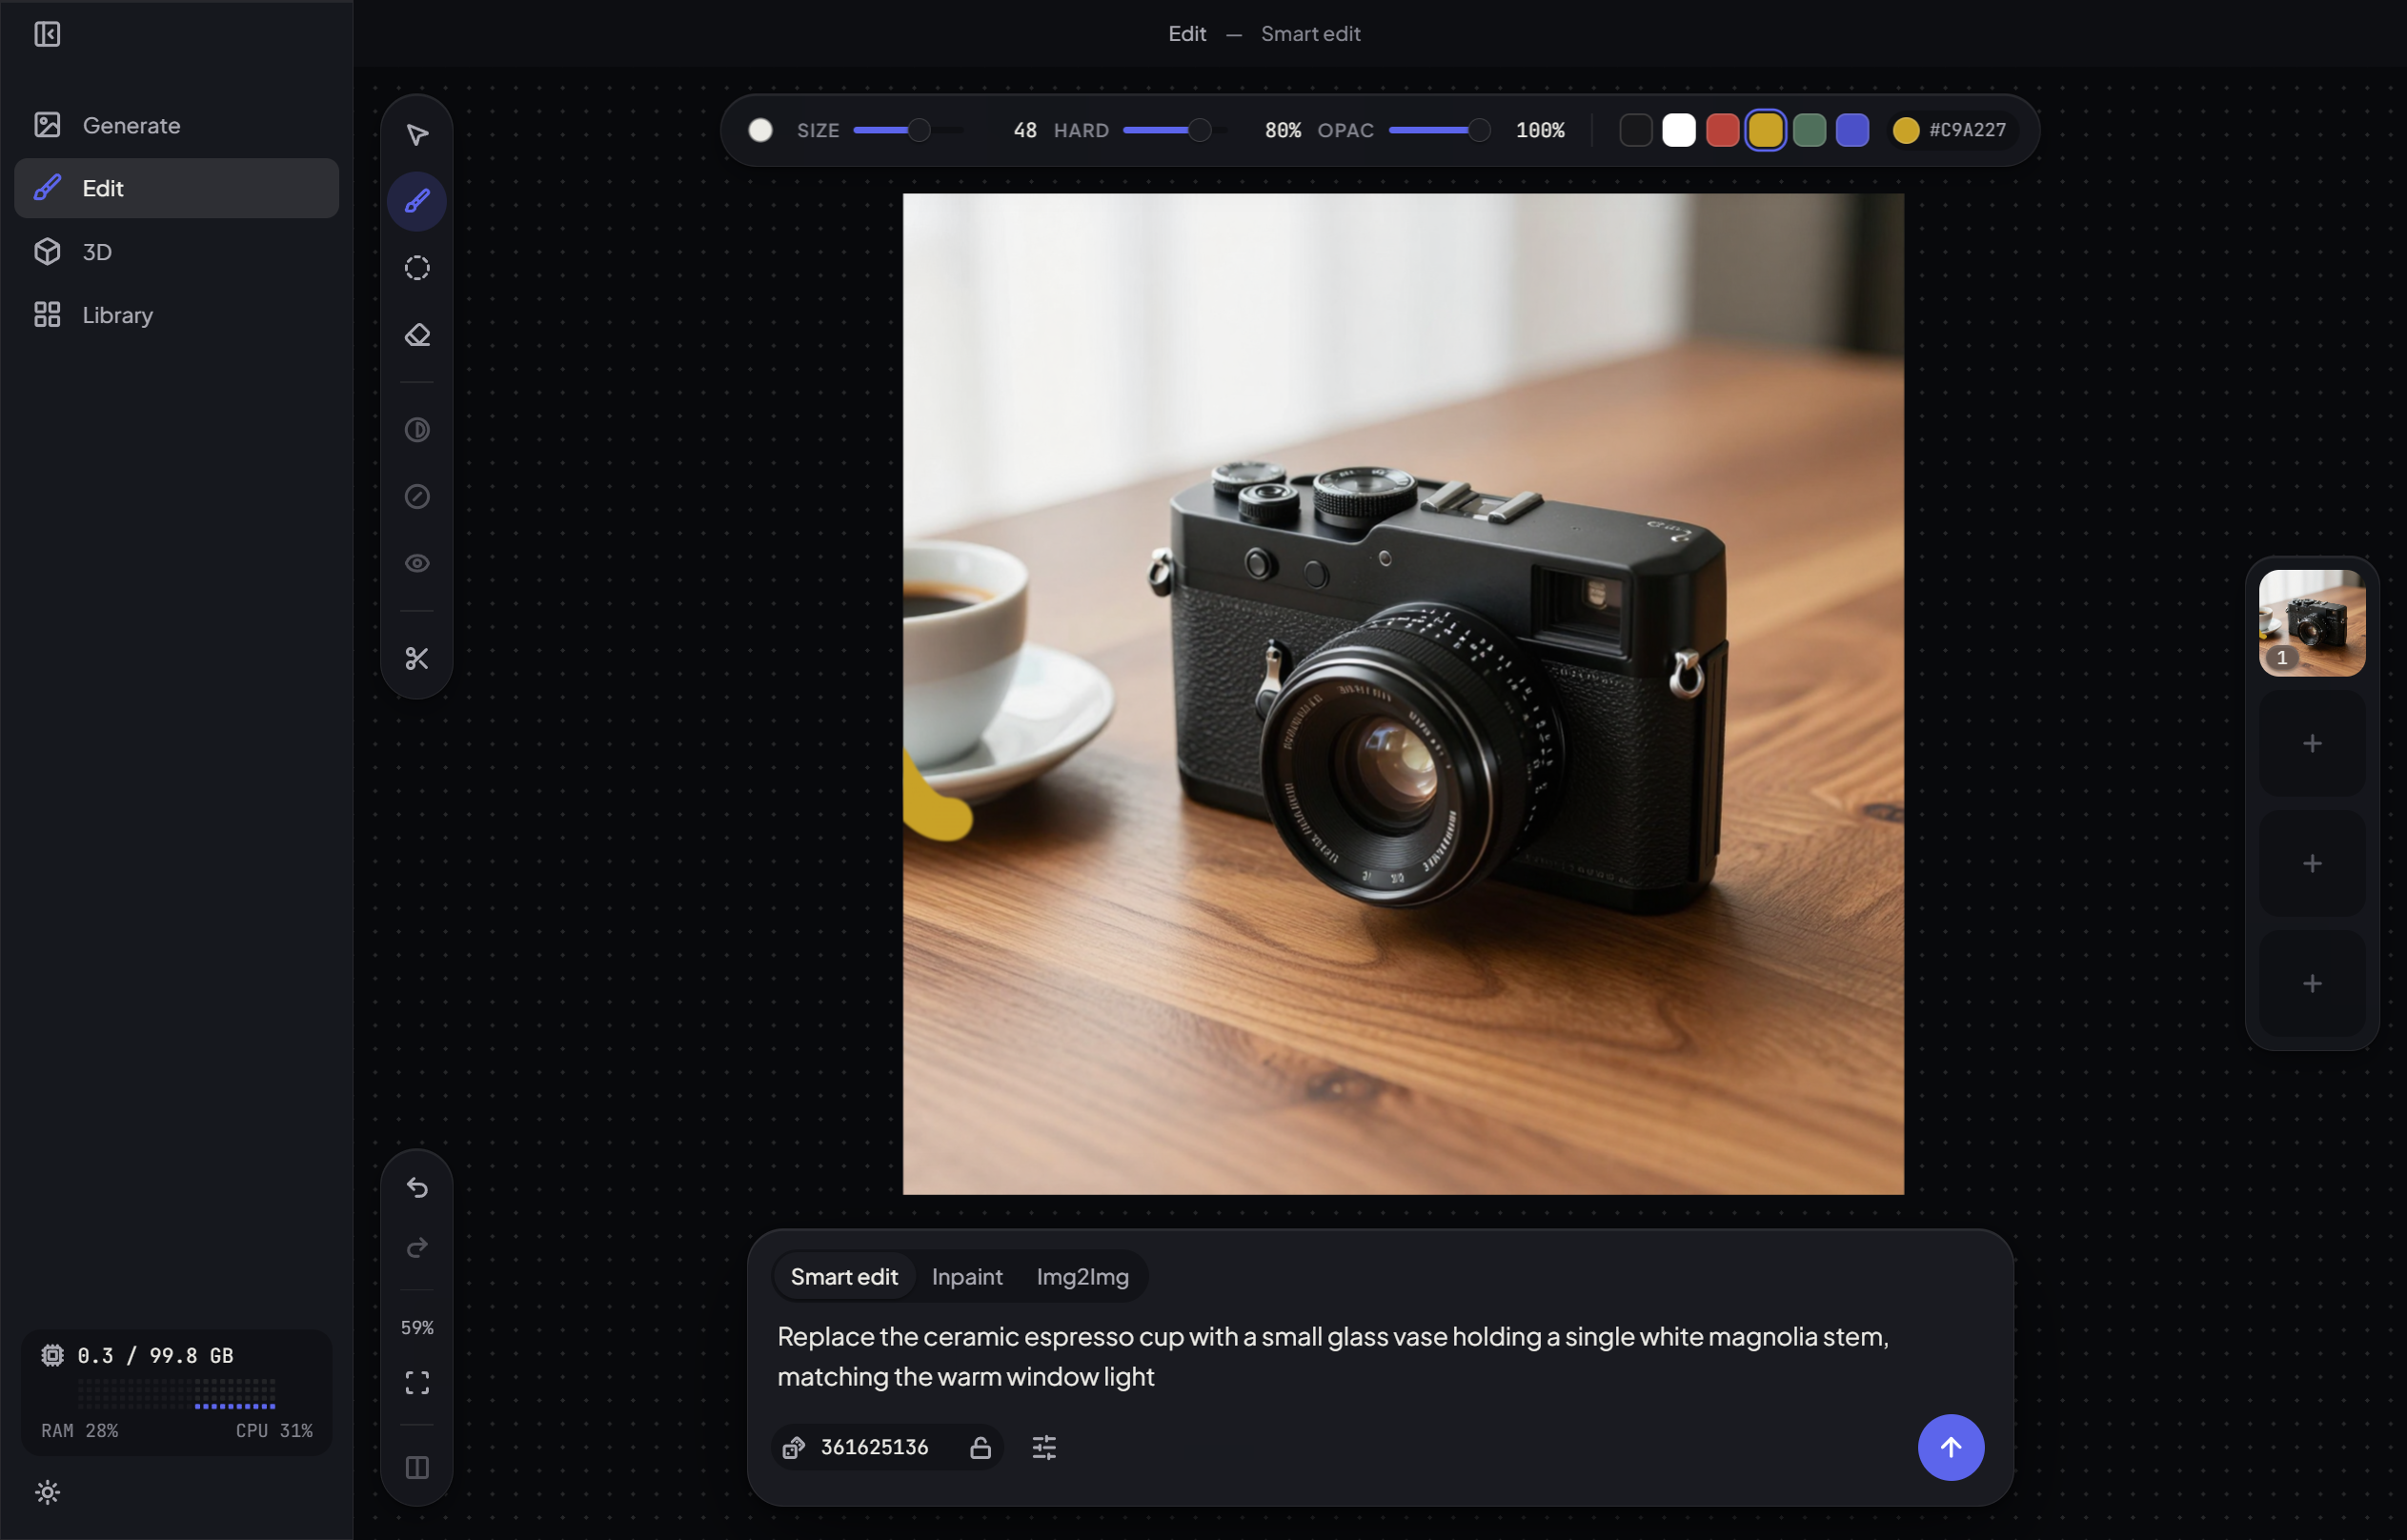 Edit — Smart edit
Generate
Edit
3D
Library
SIZE 48 HARD 80% OPAC 100% #C9A227
1
59%
0.3 / 99.8 GB
RAM 28% CPU 31%
Smart edit Inpaint Img2Img
Replace the ceramic espresso cup with a small glass vase holding a single white magnolia stem,
matching the warm window light
361625136